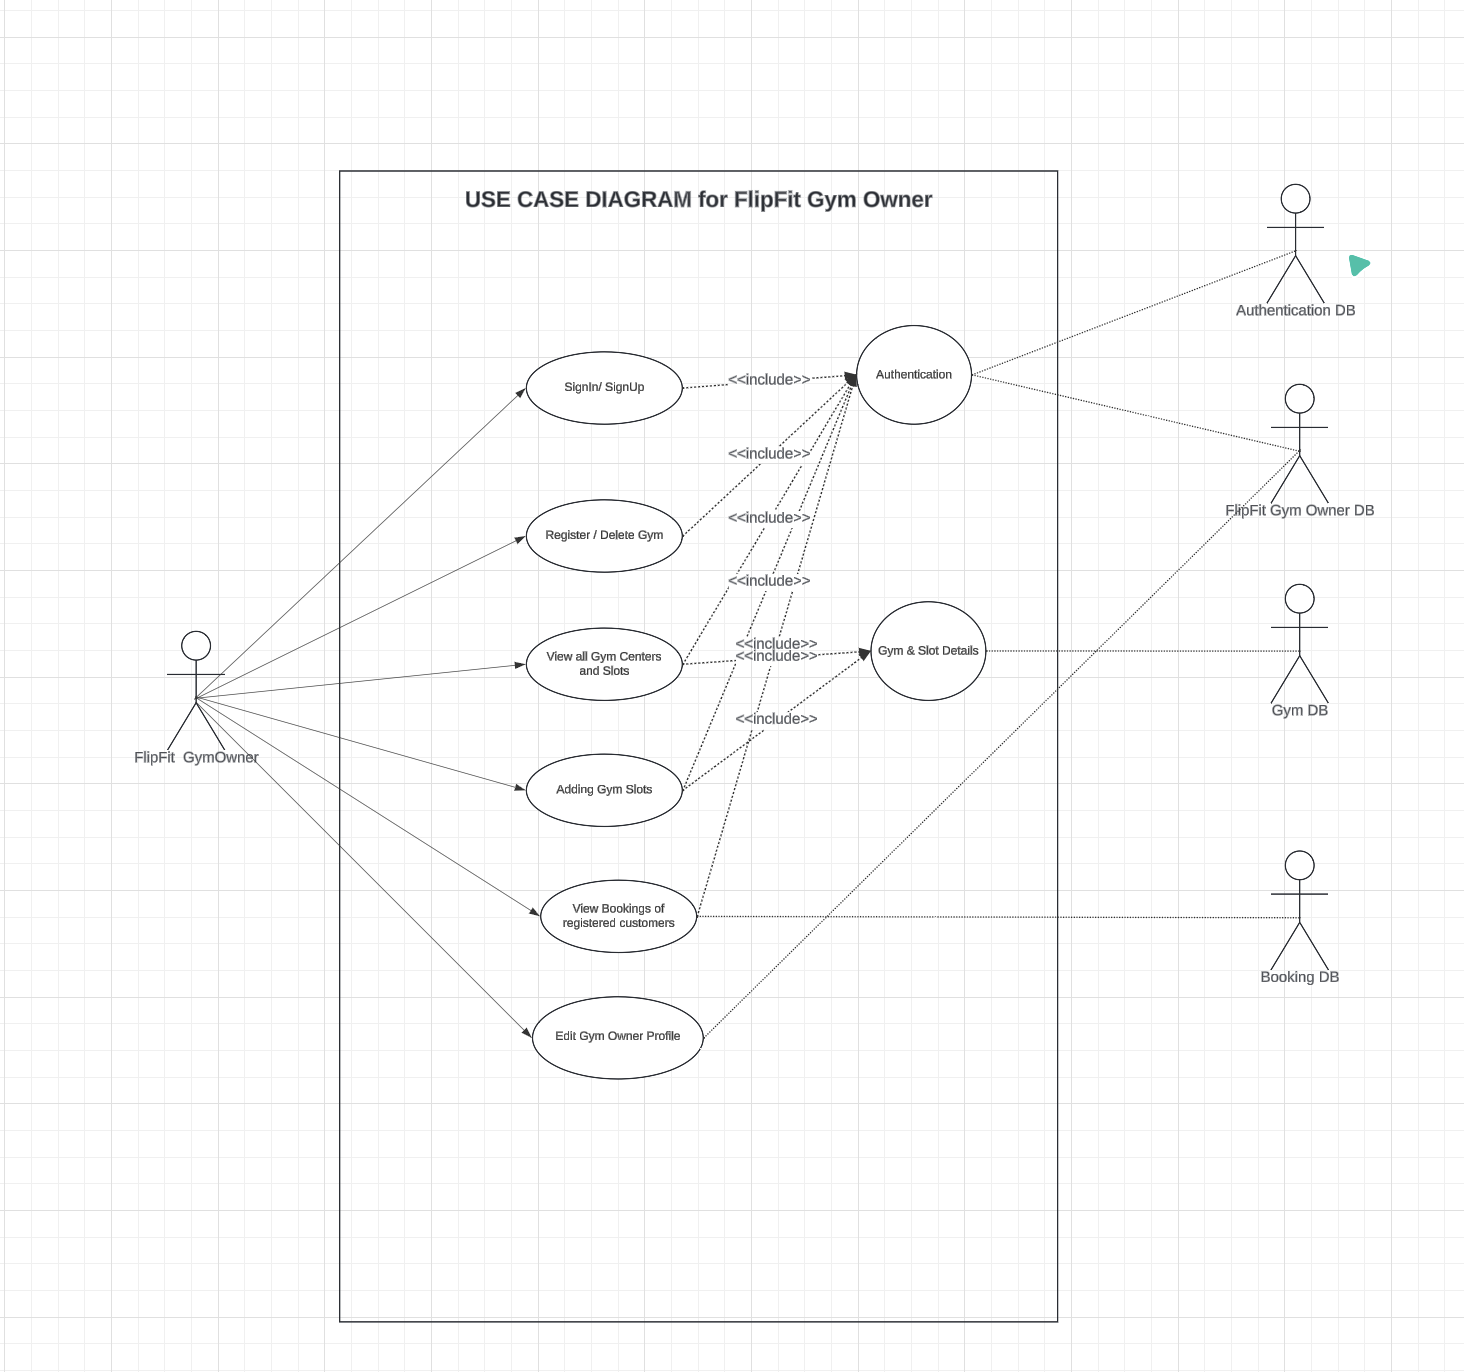 USE CASE DIAGRAM for FlipFit Gym Owner
Authentication DB
SignIn/ SignUp
<<include>>
Authentication
<<include>>
FlipFit Gym Owner DB
Register / Delete Gym
<<include>>
<<include>>
View all Gym Centers
and Slots
<<include>>
<<include>>
Gym & Slot Details
Gym DB
<<include>>
FlipFit  GymOwner
Adding Gym Slots
View Bookings of
registered customers
Booking DB
Edit Gym Owner Profile